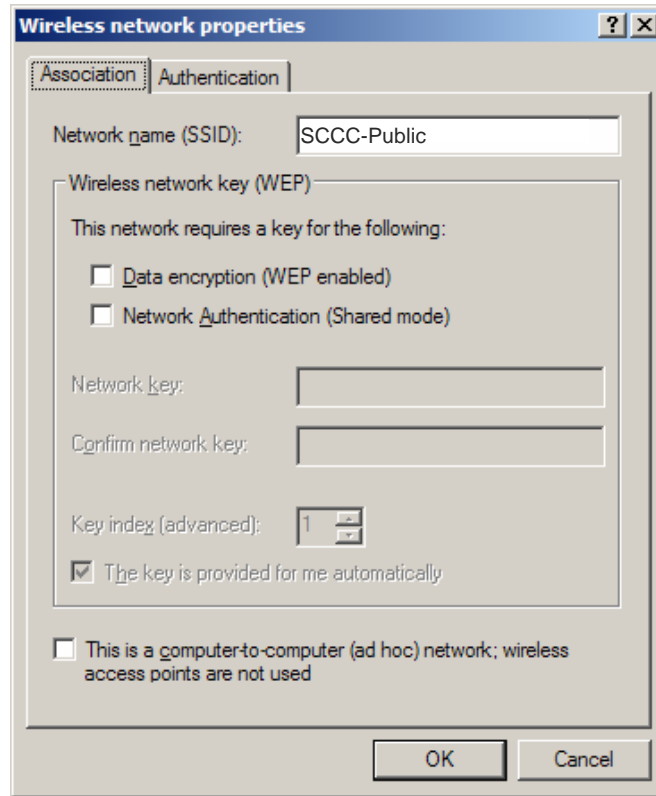 Wireless network properties
Association
Authentication
Network name (SSID):
SCCC-Public
Wireless network key (WEP)
This network requires a key for the following:
Data encryption (WEP enabled)
Network Authentication (Shared mode)
Network key:
Confirm network key:
Key index (advanced):
1
The key is provided for me automatically
This is a computer-to-computer (ad hoc) network; wireless
access points are not used
OK
Cancel